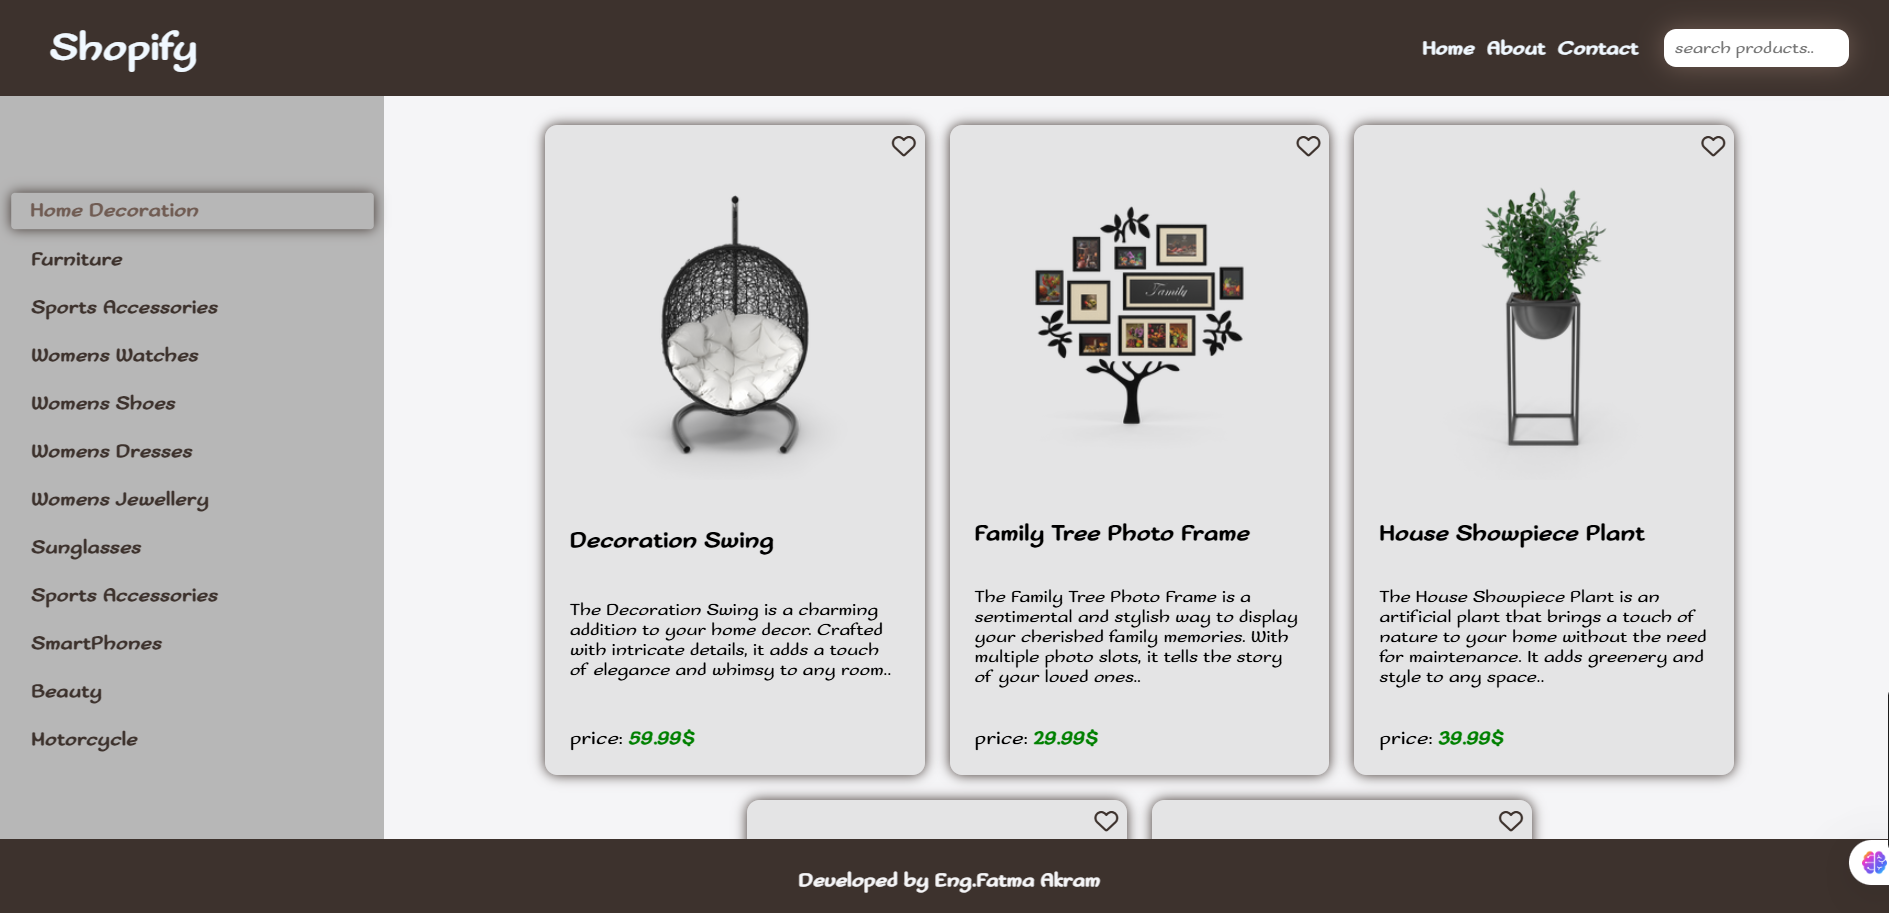 Shopify
Home About Contact
search products..
Home Decoration
Furniture
Sports Accessories
Womens Watches
Womens Shoes
Womens Dresses
Womens Jewellery
Sunglasses
Sports Accessories
SmartPhones
Beauty
Motorcycle
Decoration Swing
The Decoration Swing is a charming
addition to your home decor. Crafted
with intricate details, it adds a touch
of elegance and whimsy to any room..
price: 59.99$
Family
Family Tree Photo Frame
The Family Tree Photo Frame is a
sentimental and stylish way to display
your cherished family memories. With
multiple photo slots, it tells the story
of your loved ones..
price: 29.99$
House Showpiece Plant
The House Showpiece Plant is an
artificial plant that brings a touch of
nature to your home without the need
for maintenance. It adds greenery and
style to any space..
price: 39.99$
Developed by Eng.Fatma Akram